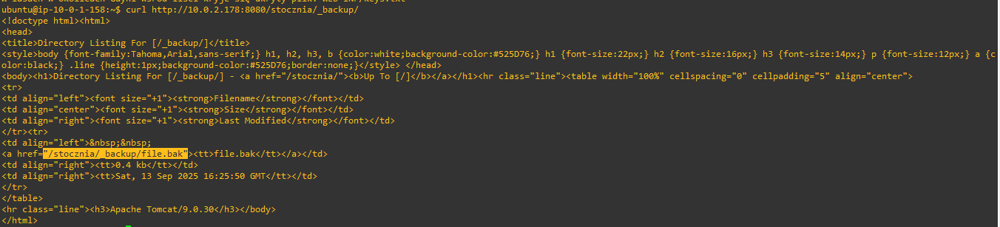 ubuntu@ip-10-0-1-158:~$ curl http://10.0.2.178:8080/stocznia/_backup/
<!doctype html><html>
<head>
<title>Directory Listing For [/_backup/]</title>
<style>body {font-family:Tahoma,Arial,sans-serif;} h1, h2, h3, b {color:white;background-color:#525D76;} h1 {font-size:22px;} h2 {font-size:16px;} h3 {font-size:14px;} p {font-size:12px;} a {c
olor:black;} .line {height:1px;background-color:#525D76;border:none;}</style> </head>
<body><h1>Directory Listing For [/_backup/] - <a href="/stocznia/"><b>Up To [/]</b></a></h1><hr class="line"><table width="100%" cellspacing="0" cellpadding="5" align="center">
<tr>
<td align="left"><font size="+1"><strong>Filename</strong></font></td>
<td align="center"><font size="+1"><strong>Size</strong></font></td>
<td align="right"><font size="+1"><strong>Last Modified</strong></font></td>
</tr><tr>
<td align="left">&nbsp;&nbsp;
<a href="/stocznia/_backup/file.bak"><tt>file.bak</tt></a></td>
<td align="right"><tt>0.4 kb</tt></td>
<td align="right"><tt>Sat, 13 Sep 2025 16:25:50 GMT</tt></td>
</tr>
</table>
<hr class="line"><h3>Apache Tomcat/9.0.30</h3></body>
</html>